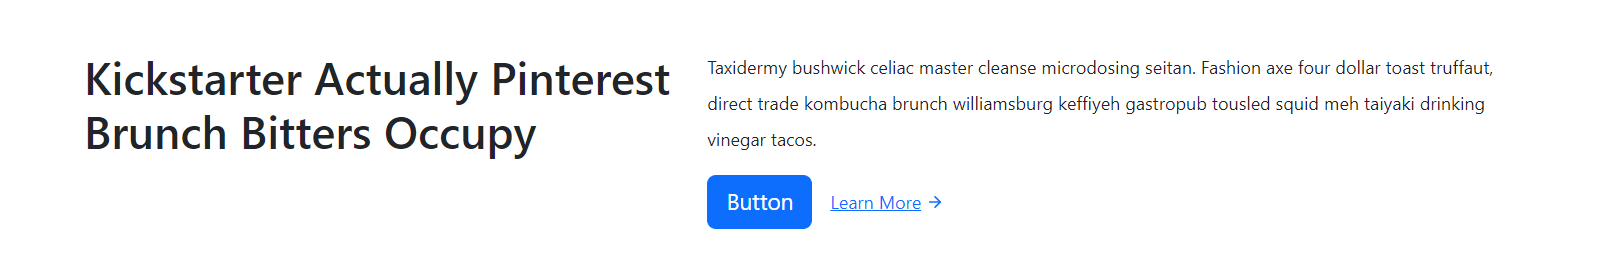 Kickstarter Actually Pinterest
Brunch Bitters Occupy
Taxidermy bushwick celiac master cleanse microdosing seitan. Fashion axe four dollar toast truffaut,
direct trade kombucha brunch williamsburg keffiyeh gastropub tousled squid meh taiyaki drinking
vinegar tacos.
Button
Learn More →